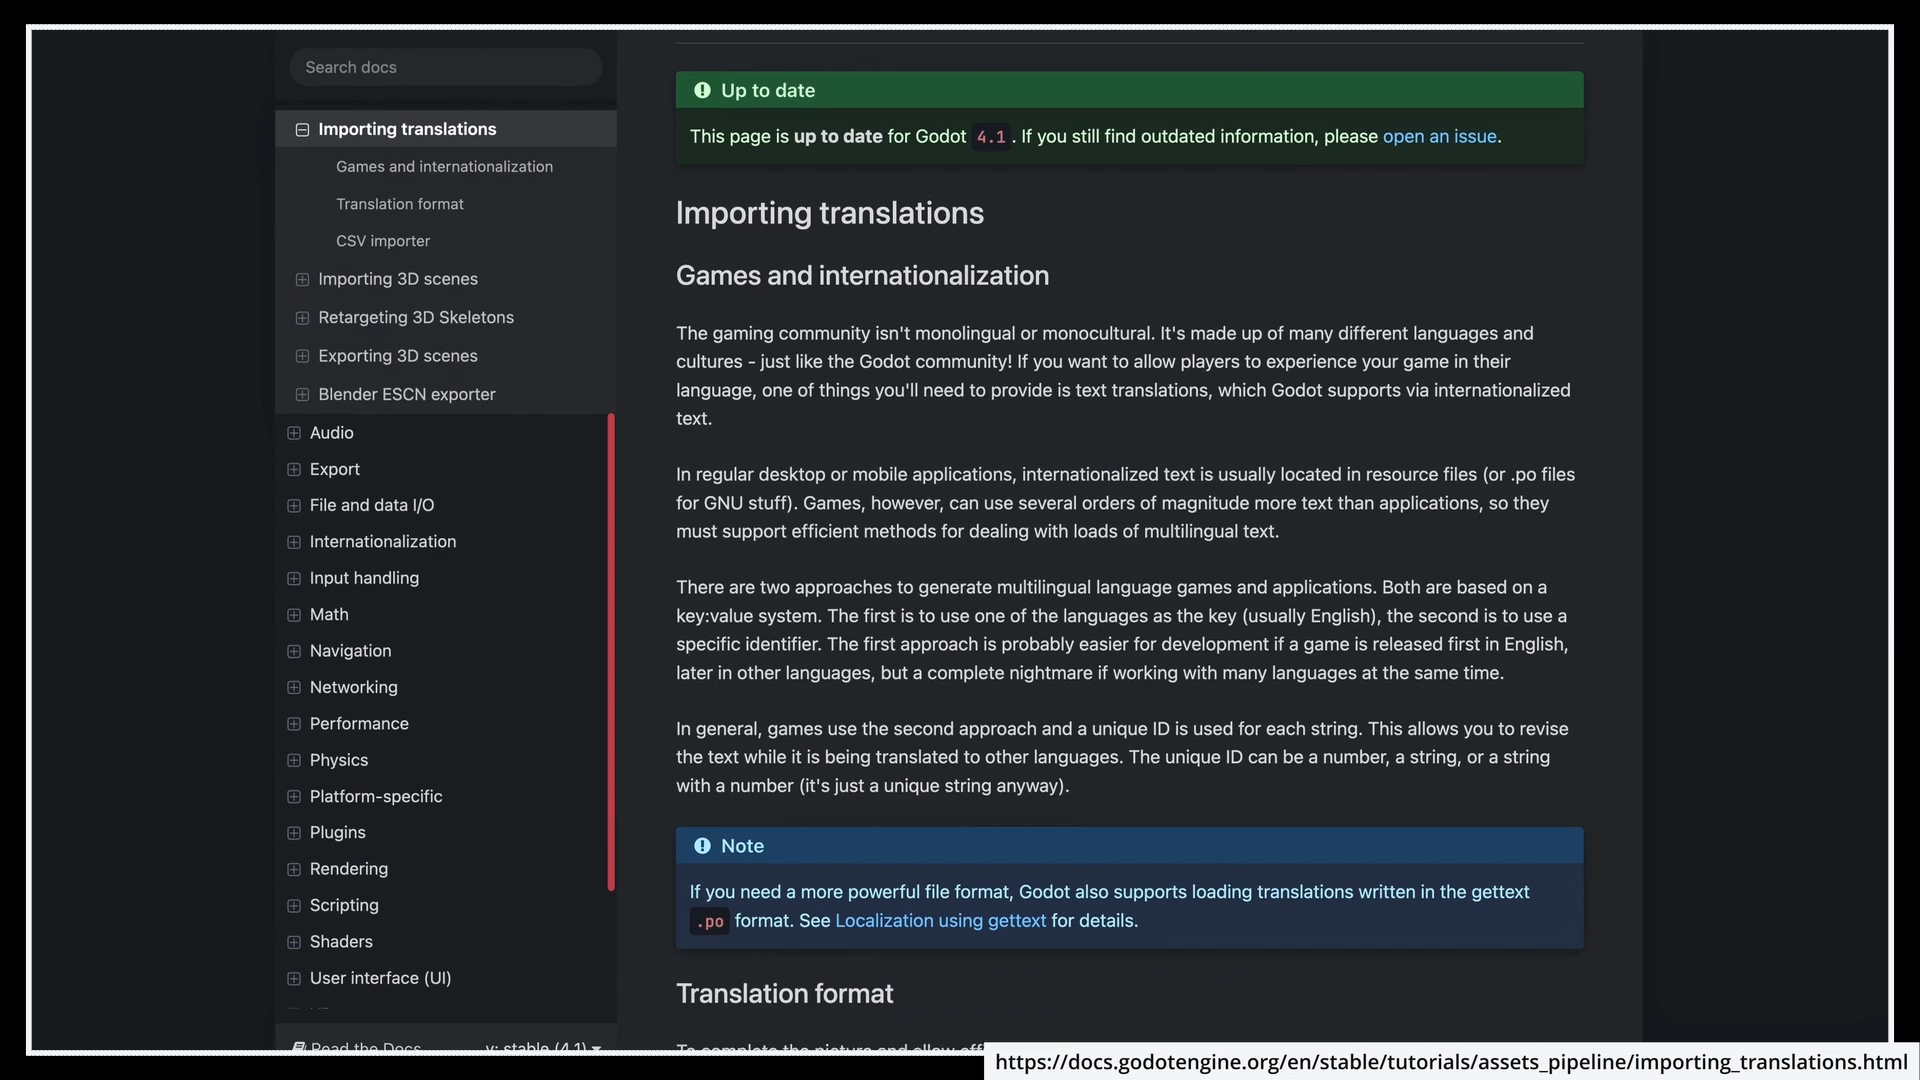 Search docs
Importing translations
Games and internationalization
Translation format
CSV importer
Importing 3D scenes
Retargeting 3D Skeletons
Exporting 3D scenes
Blender ESCN exporter
Audio
Export
File and data I/O
Internationalization
Input handling
Math
Navigation
Networking
Performance
Physics
Platform-specific
Plugins
Rendering
Scripting
Shaders
User interface (UI)
Read the Docs
v: stable (4.1)
Up to date
This page is up to date for Godot 4.1. If you still find outdated information, please open an issue.
Importing translations
Games and internationalization
The gaming community isn't monolingual or monocultural. It's made up of many different languages and
cultures - just like the Godot community! If you want to allow players to experience your game in their
language, one of things you'll need to provide is text translations, which Godot supports via internationalized
text.
In regular desktop or mobile applications, internationalized text is usually located in resource files (or .po files
for GNU stuff). Games, however, can use several orders of magnitude more text than applications, so they
must support efficient methods for dealing with loads of multilingual text.
There are two approaches to generate multilingual language games and applications. Both are based on a
key:value system. The first is to use one of the languages as the key (usually English), the second is to use a
specific identifier. The first approach is probably easier for development if a game is released first in English,
later in other languages, but a complete nightmare if working with many languages at the same time.
In general, games use the second approach and a unique ID is used for each string. This allows you to revise
the text while it is being translated to other languages. The unique ID can be a number, a string, or a string
with a number (it's just a unique string anyway).
Note
If you need a more powerful file format, Godot also supports loading translations written in the gettext
.po format. See Localization using gettext for details.
Translation format
To complete the picture and allow
https://docs.godotengine.org/en/stable/tutorials/assets_pipeline/importing_translations.html